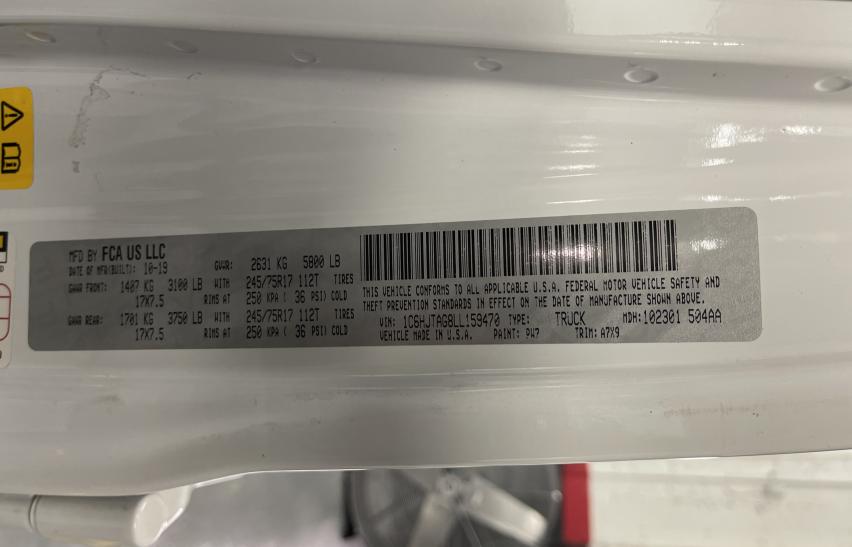 MFD BY FCA US LLC
DATE OF MFR(BUILT): 10-19 GVWR: 2631 KG 5800 LB
GAWR FRONT: 1407 KG 3100 LB WITH 245/75R17 112T TIRES
17X7.5 RIMS AT 250 KPA ( 36 PSI) COLD
GAWR REAR: 1701 KG 3750 LB WITH 245/75R17 112T TIRES
17X7.5 RIMS AT 250 KPA ( 36 PSI) COLD
THIS VEHICLE CONFORMS TO ALL APPLICABLE U.S.A. FEDERAL MOTOR VEHICLE SAFETY AND
THEFT PREVENTION STANDARDS IN EFFECT ON THE DATE OF MANUFACTURE SHOWN ABOVE.
VIN: 1C6HJTAG8LL159470 TYPE: TRUCK MDH: 102301 504AA
VEHICLE MADE IN U.S.A. PAINT: PW7 TRIM: A7X9